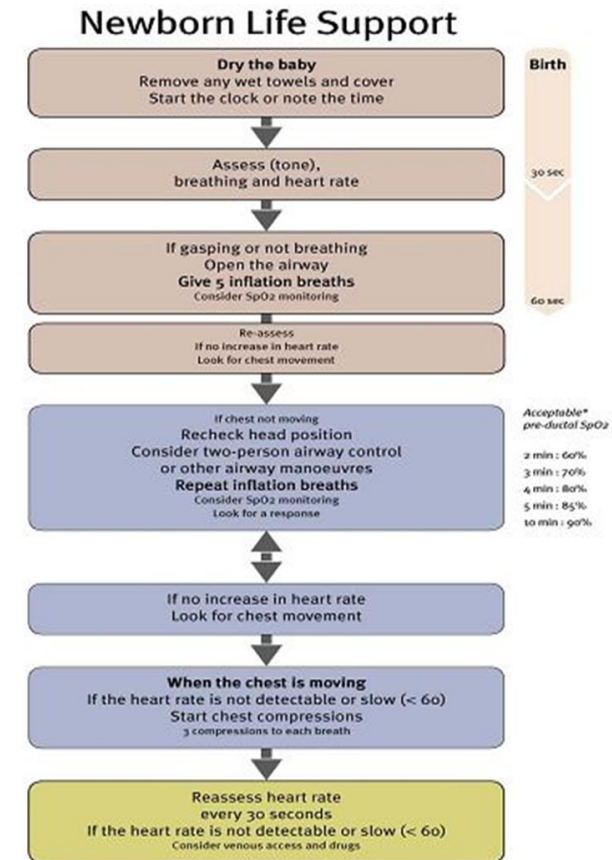 Newborn Life Support
Dry the baby
Remove any wet towels and cover
Start the clock or note the time
Birth
Assess (tone),
breathing and heart rate
30 sec
If gasping or not breathing
Open the airway
Give 5 inflation breaths
Consider SpO2 monitoring
60 sec
Re-assess
If no increase in heart rate
Look for chest movement
If chest not moving
Recheck head position
Consider two-person airway control
or other airway manoeuvres
Repeat inflation breaths
Consider SpO2 monitoring
Look for a response
Acceptable*
pre-ductal SpO2
2 min : 60%
3 min : 70%
4 min : 80%
5 min : 85%
10 min : 90%
If no increase in heart rate
Look for chest movement
When the chest is moving
If the heart rate is not detectable or slow (< 60)
Start chest compressions
3 compressions to each breath
Reassess heart rate
every 30 seconds
If the heart rate is not detectable or slow (< 60)
Consider venous access and drugs